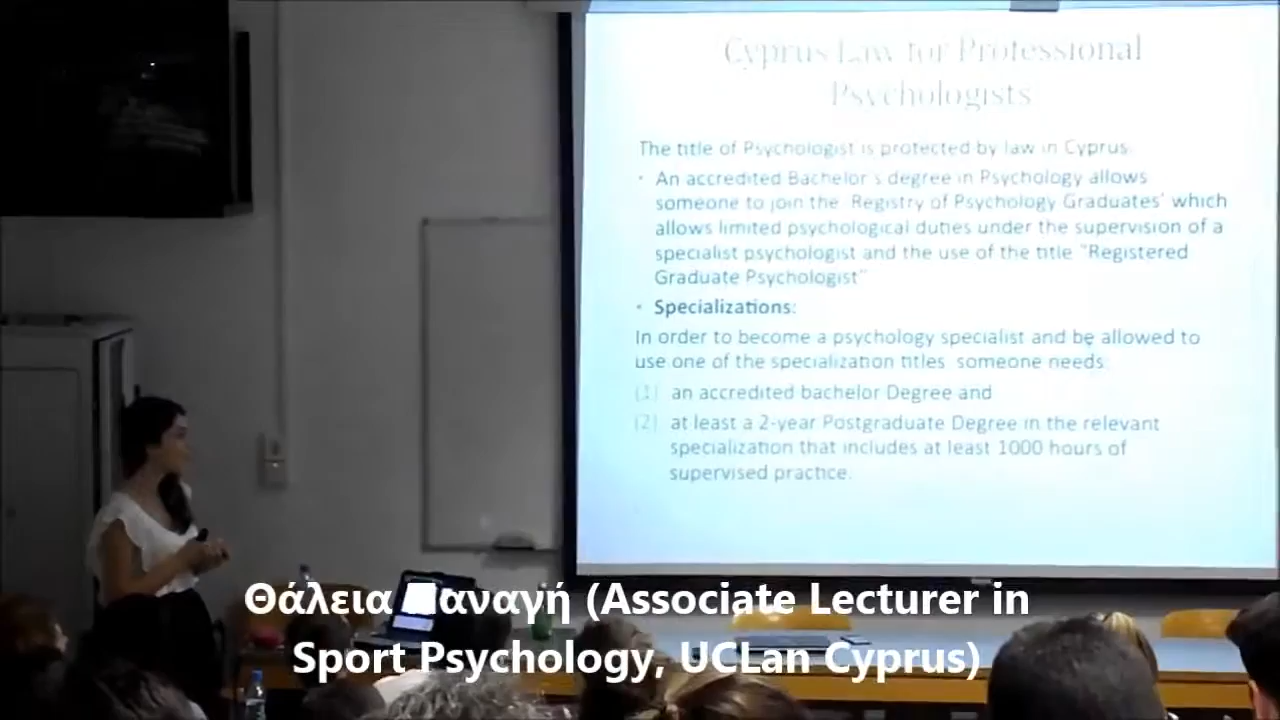 Cyprus Law for Professional
Psychologists
The title of Psychologist is protected by law in Cyprus:
• An accredited Bachelor's degree in Psychology allows
someone to join the 'Registry of Psychology Graduates' which
allows limited psychological duties under the supervision of a
specialist psychologist and the use of the title "Registered
Graduate Psychologist"
• Specializations:
In order to become a psychology specialist and be allowed to
use one of the specialization titles someone needs:
(1) an accredited bachelor Degree and
(2) at least a 2-year Postgraduate Degree in the relevant
specialization that includes at least 1000 hours of
supervised practice.
Θάλεια Παναγή (Associate Lecturer in
Sport Psychology, UCLan Cyprus)